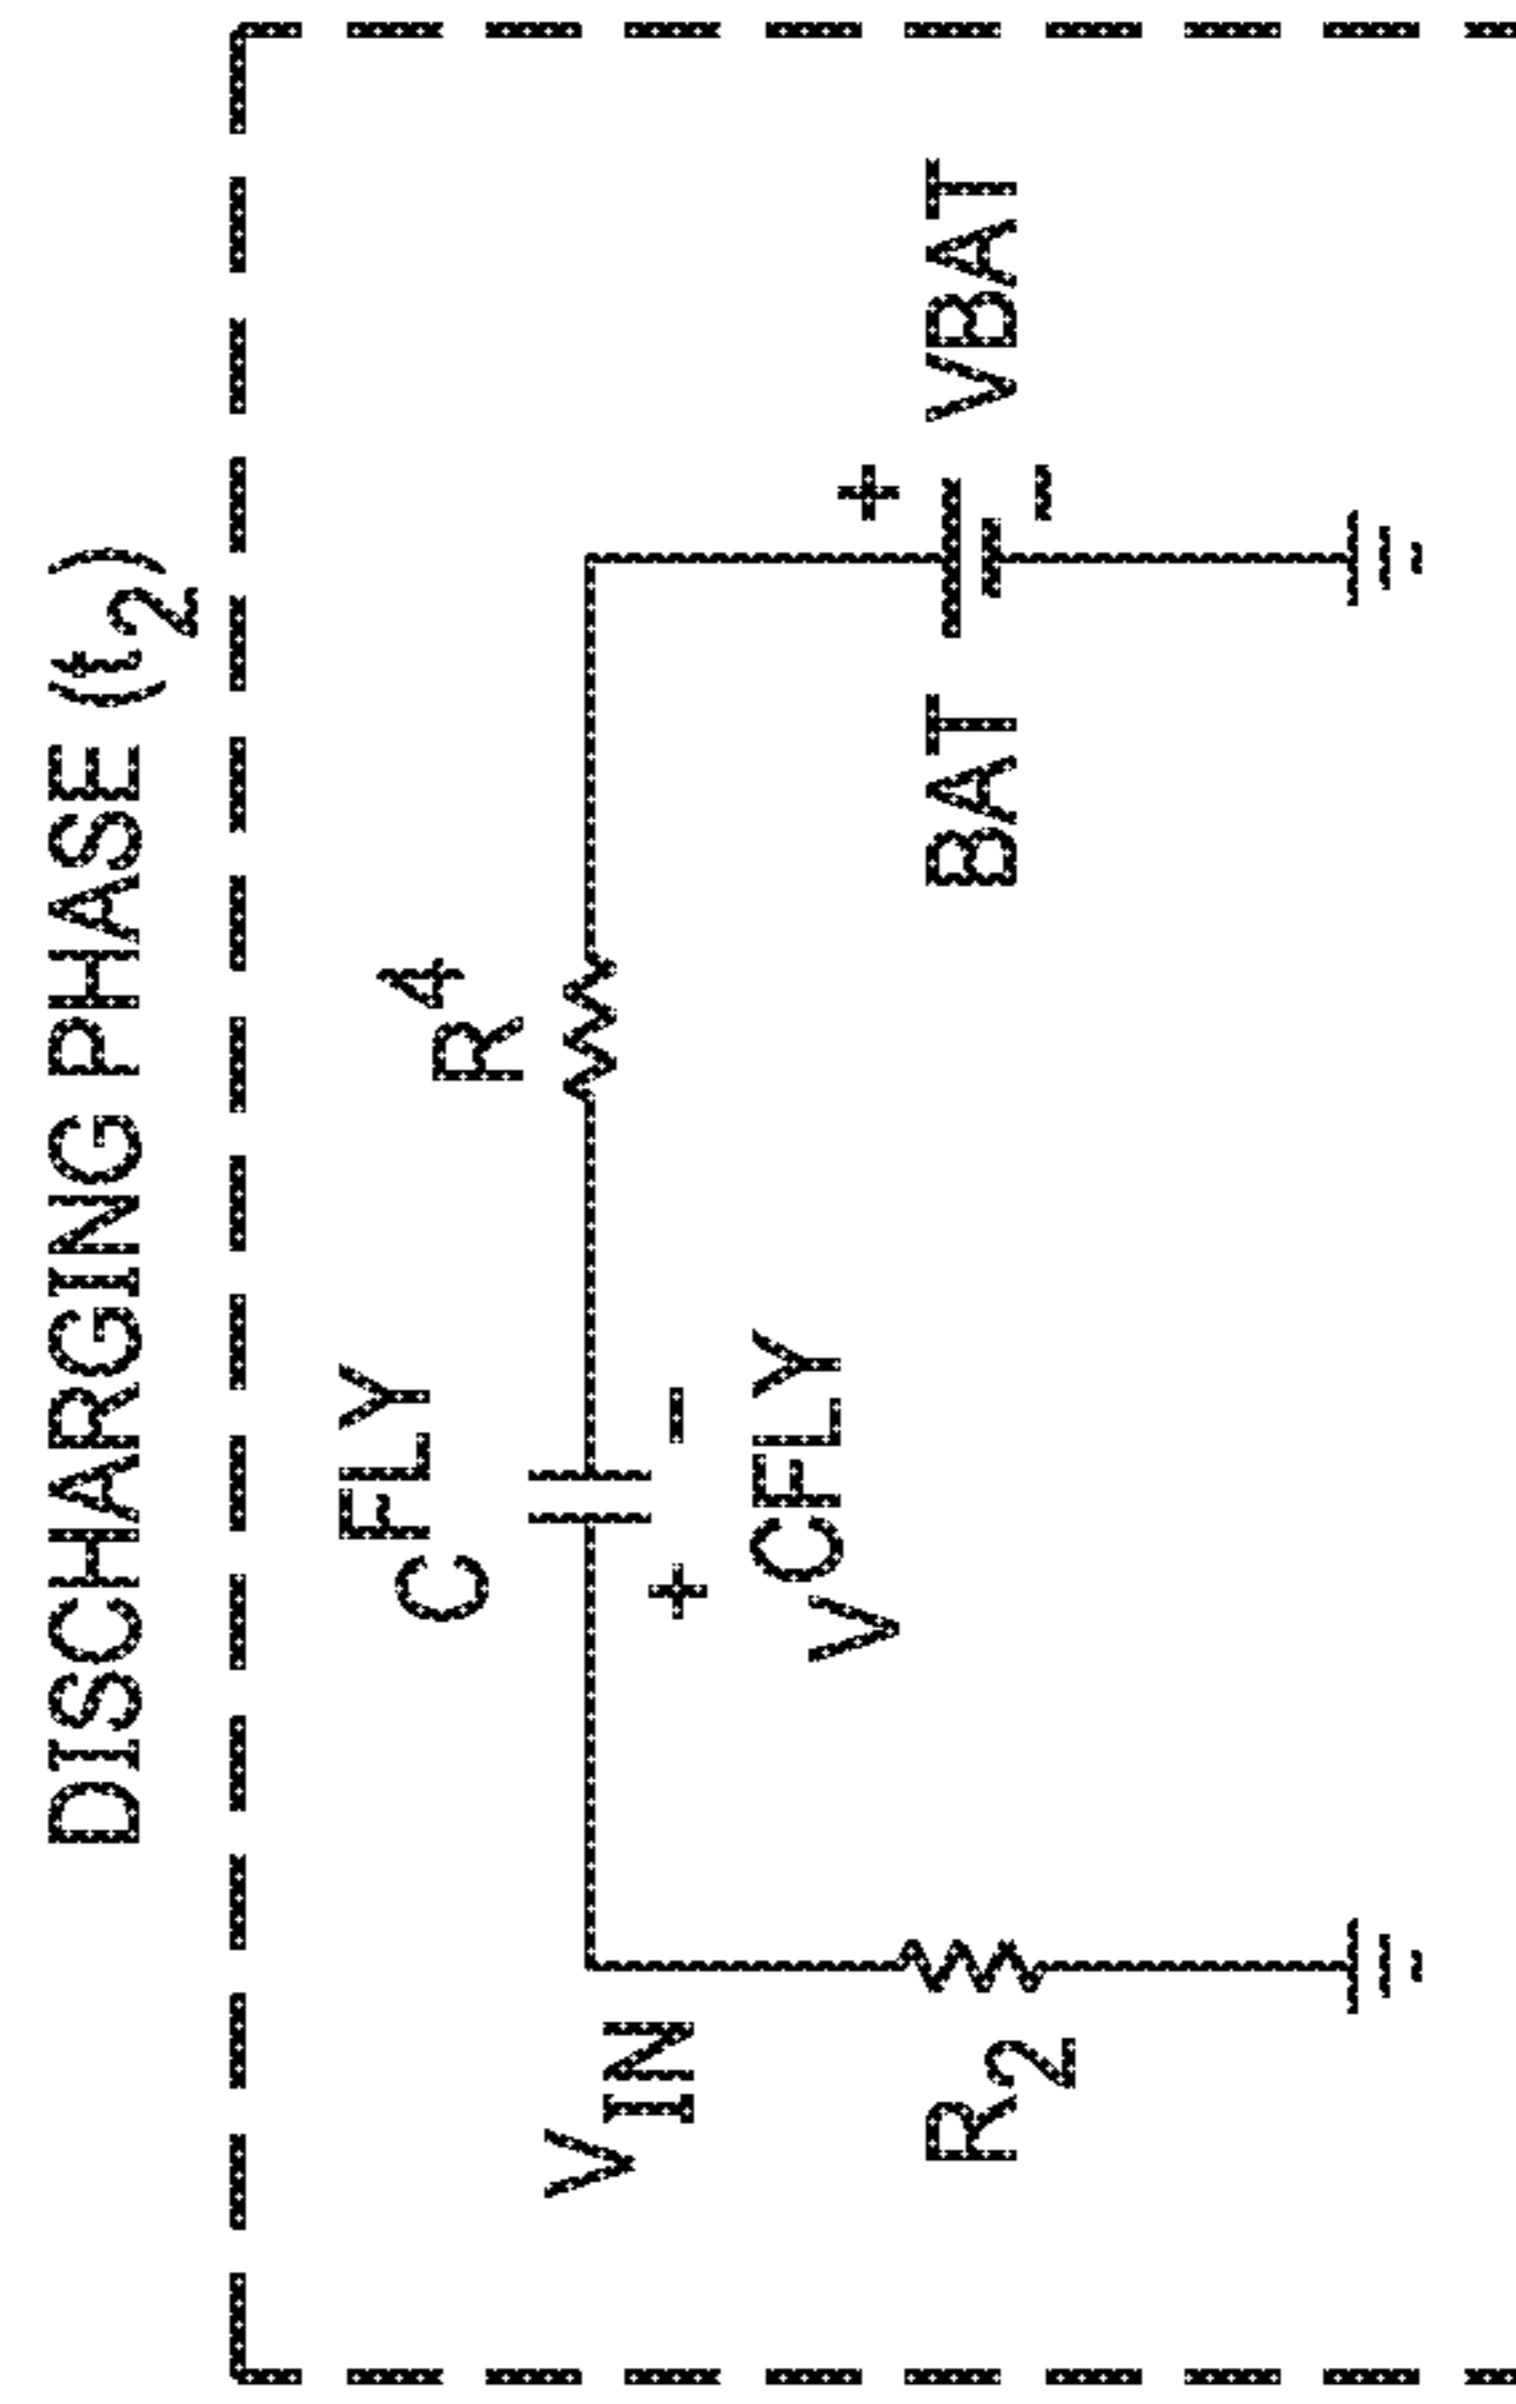 DISCHARGING PHASE (t2)
CFLY
R4
VIN
+ -
VCFLY
R2
BAT
+
VBAT
-